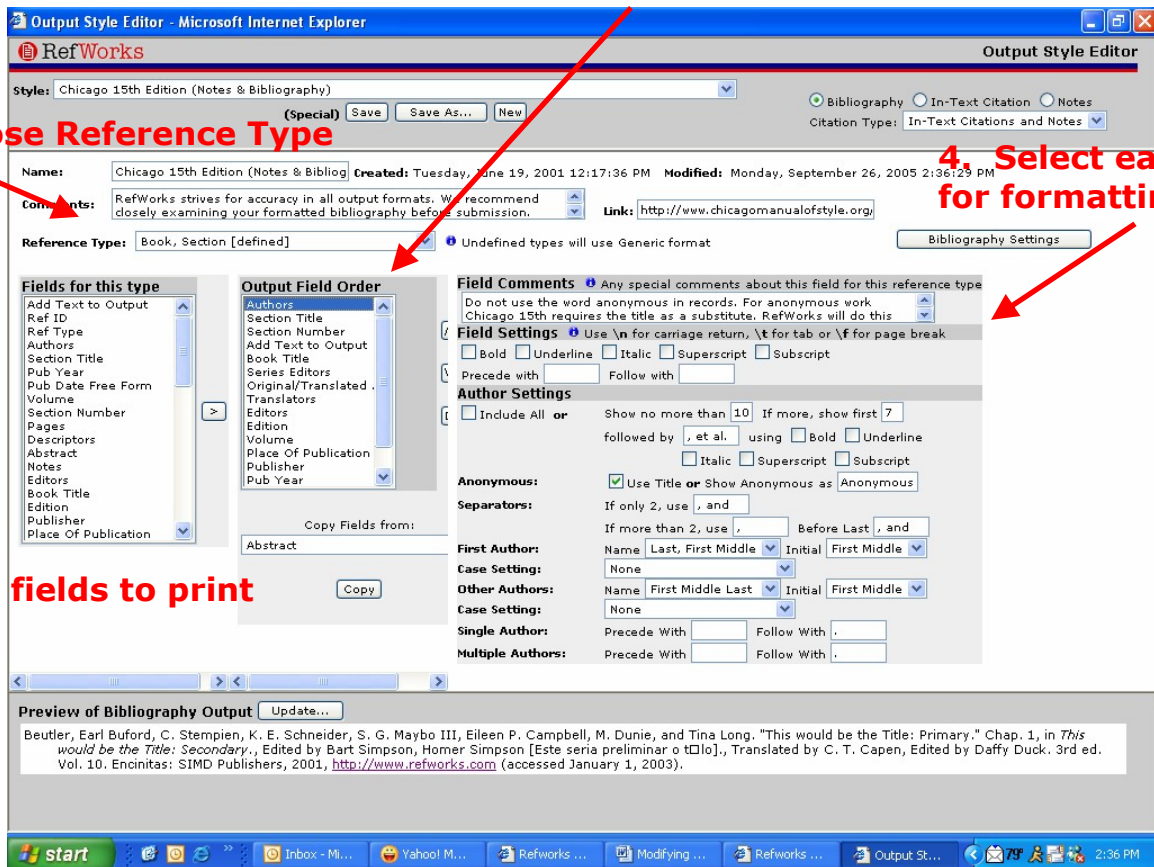 Output Style Editor - Microsoft Internet Explorer
RefWorks
Output Style Editor
Style: Chicago 15th Edition (Notes & Bibliography)
(Special) Save Save As... New
Bibliography In-Text Citation Notes
Citation Type: In-Text Citations and Notes
ose Reference Type
4. Select ea
for formattin
Name: Chicago 15th Edition (Notes & Bibliog Created: Tuesday, June 19, 2001 12:17:36 PM Modified: Monday, September 26, 2005 2:36:29 PM
Comments: RefWorks strives for accuracy in all output formats. We recommend
closely examining your formatted bibliography before submission.
Link: http://www.chicagomanualofstyle.org/
Reference Type: Book, Section [defined] Undefined types will use Generic format Bibliography Settings
Fields for this type
Add Text to Output
Ref ID
Ref Type
Authors
Section Title
Pub Year
Pub Date Free Form
Volume
Section Number
Pages
Descriptors
Abstract
Notes
Editors
Book Title
Edition
Publisher
Place Of Publication
>
Output Field Order
Authors
Section Title
Section Number
Add Text to Output
Book Title
Series Editors
Original/Translated .
Translators
Editors
Edition
Volume
Place Of Publication
Publisher
Pub Year
Copy Fields from:
Abstract
Copy
fields to print
Field Comments Any special comments about this field for this reference type
Do not use the word anonymous in records. For anonymous work
Chicago 15th requires the title as a substitute. RefWorks will do this
Field Settings Use \n for carriage return, \t for tab or \f for page break
Bold Underline Italic Superscript Subscript
Precede with Follow with
Author Settings
Include All or Show no more than 10 If more, show first 7
followed by , et al. using Bold Underline
Italic Superscript Subscript
Anonymous: Use Title or Show Anonymous as Anonymous
Separators: If only 2, use , and
If more than 2, use , Before Last , and
First Author: Name Last, First Middle Initial First Middle
Case Setting: None
Other Authors: Name First Middle Last Initial First Middle
Case Setting: None
Single Author: Precede With Follow With .
Multiple Authors: Precede With Follow With .
Preview of Bibliography Output Update...
Beutler, Earl Buford, C. Stempien, K. E. Schneider, S. G. Maybo III, Eileen P. Campbell, M. Dunie, and Tina Long. "This would be the Title: Primary." Chap. 1, in This
would be the Title: Secondary., Edited by Bart Simpson, Homer Simpson [Este seria preliminar o t□lo]., Translated by C. T. Capen, Edited by Daffy Duck. 3rd ed.
Vol. 10. Encinitas: SIMD Publishers, 2001, http://www.refworks.com (accessed January 1, 2003).
start Inbox - Mi... Yahoo! M... Refworks ... Modifying ... Refworks ... Output St... 79° 2:36 PM